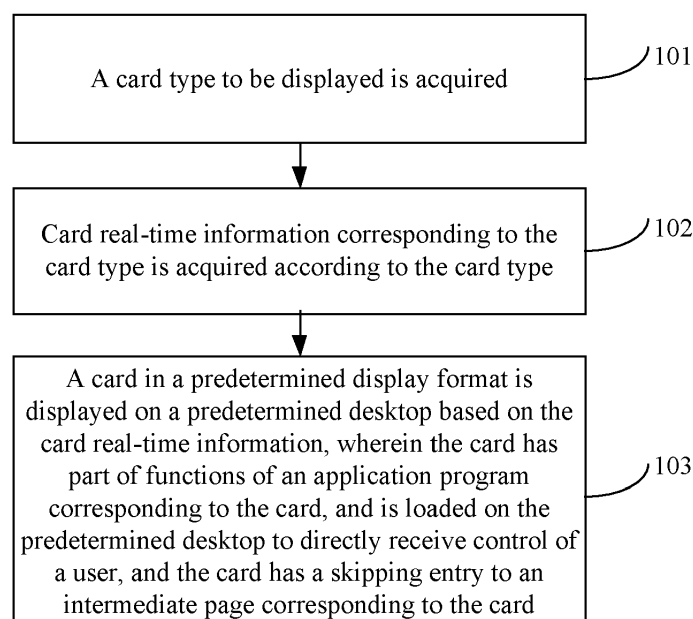 A card type to be displayed is acquired
101
Card real-time information corresponding to the
card type is acquired according to the card type
102
A card in a predetermined display format is
displayed on a predetermined desktop based on the
card real-time information, wherein the card has
part of functions of an application program
corresponding to the card, and is loaded on the
predetermined desktop to directly receive control of
a user, and the card has a skipping entry to an
intermediate page corresponding to the card
103